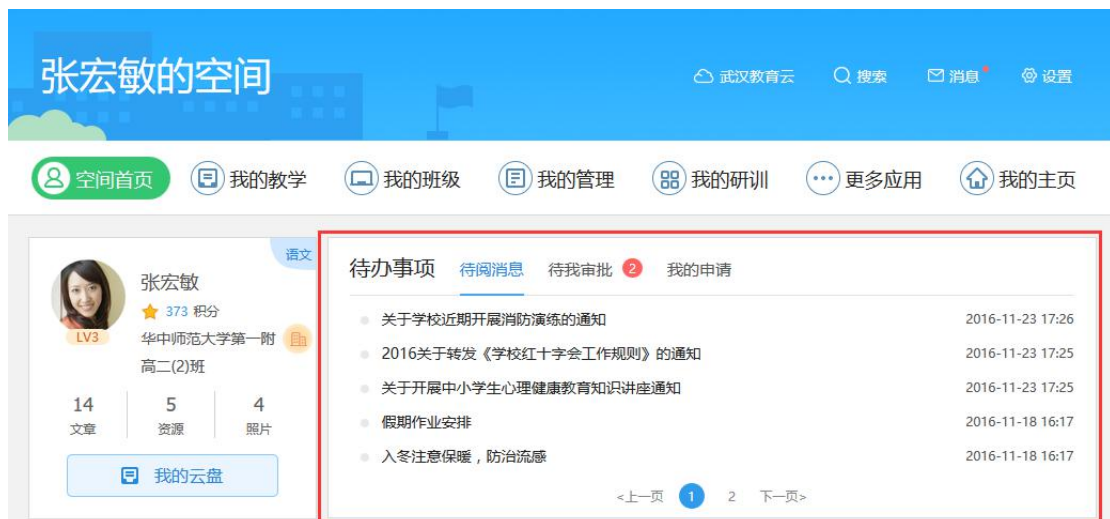 张宏敏的空间
武汉教育云 搜索 消息 设置
空间首页 我的教学 我的班级 我的管理 我的研训 更多应用 我的主页
语文
张宏敏
373 积分
LV3
华中师范大学第一附
高二(2)班
14 5 4
文章 资源 照片
我的云盘
待办事项 待阅消息 待我审批 2 我的申请
关于学校近期开展消防演练的通知 2016-11-23 17:26
2016关于转发《学校红十字会工作规则》的通知 2016-11-23 17:25
关于开展中小学生心理健康教育知识讲座通知 2016-11-23 17:25
假期作业安排 2016-11-18 16:17
入冬注意保暖，防治流感 2016-11-18 16:17
<上一页 1 2 下一页>